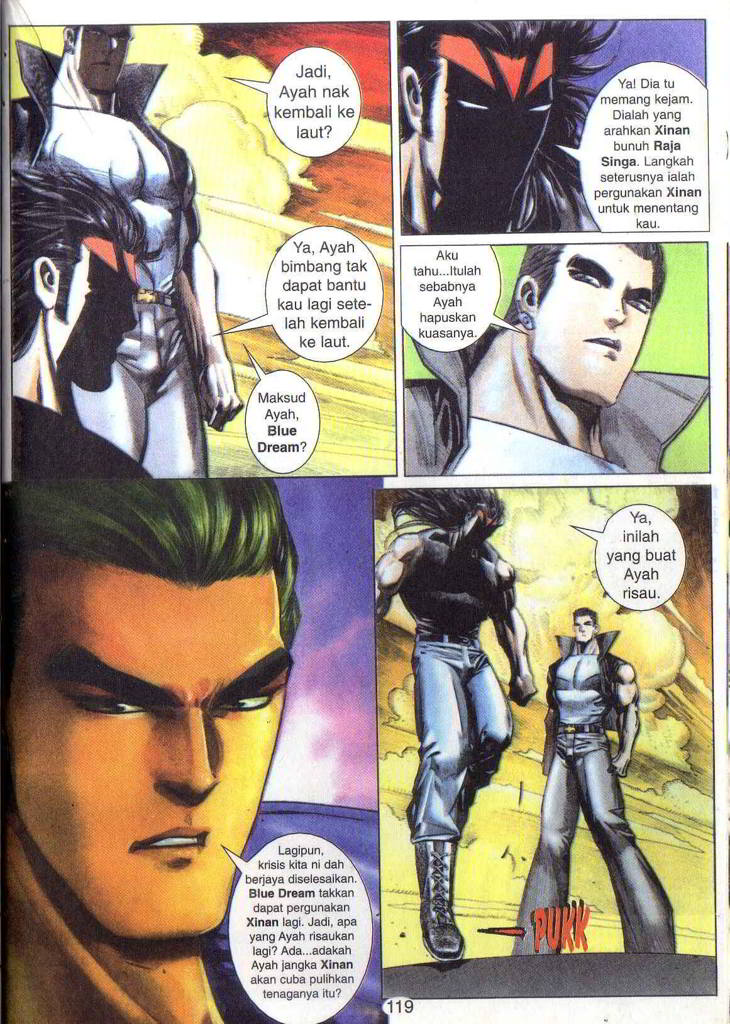 Jadi,
Ayah nak
kembali ke
laut?
Ya, Ayah
bimbang tak
dapat bantu
kau lagi sete-
lah kembali
ke laut.
Maksud
Ayah,
Blue
Dream?
Ya! Dia tu
memang kejam.
Dialah yang
arahkan Xinan
bunuh Raja
Singa. Langkah
seterusnya ialah
pergunakan Xinan
untuk menentang
kau.
Aku
tahu...Itulah
sebabnya
Ayah
hapuskan
kuasanya.
Lagipun,
krisis kita ni dah
berjaya diselesaikan.
Blue Dream takkan
dapat pergunakan
Xinan lagi. Jadi, apa
yang Ayah risaukan
lagi? Ada...adakah
Ayah jangka Xinan
akan cuba pulihkan
tenaganya itu?
Ya,
inilah
yang buat
Ayah
risau.
PUKK
119